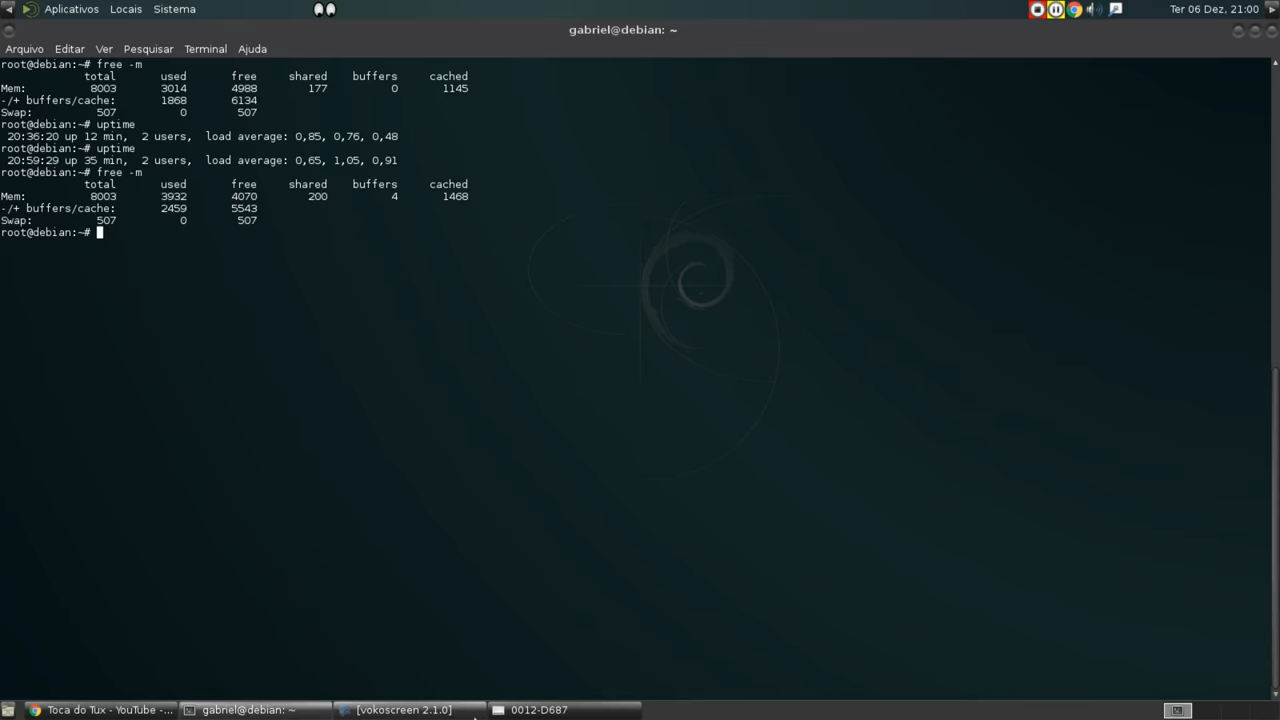 Aplicativos Locais Sistema Ter 06 Dez, 21:00
gabriel@debian: ~
Arquivo Editar Ver Pesquisar Terminal Ajuda
root@debian:~# free -m
total used free shared buffers cached
Mem: 8003 3014 4988 177 0 1145
-/+ buffers/cache: 1868 6134
Swap: 507 0 507
root@debian:~# uptime
20:36:20 up 12 min, 2 users, load average: 0,85, 0,76, 0,48
root@debian:~# uptime
20:59:29 up 35 min, 2 users, load average: 0,65, 1,05, 0,91
root@debian:~# free -m
total used free shared buffers cached
Mem: 8003 3932 4070 200 4 1468
-/+ buffers/cache: 2459 5543
Swap: 507 0 507
root@debian:~#
Toca do Tux - YouTube -... gabriel@debian: ~ [vokoscreen 2.1.0] 0012-D687